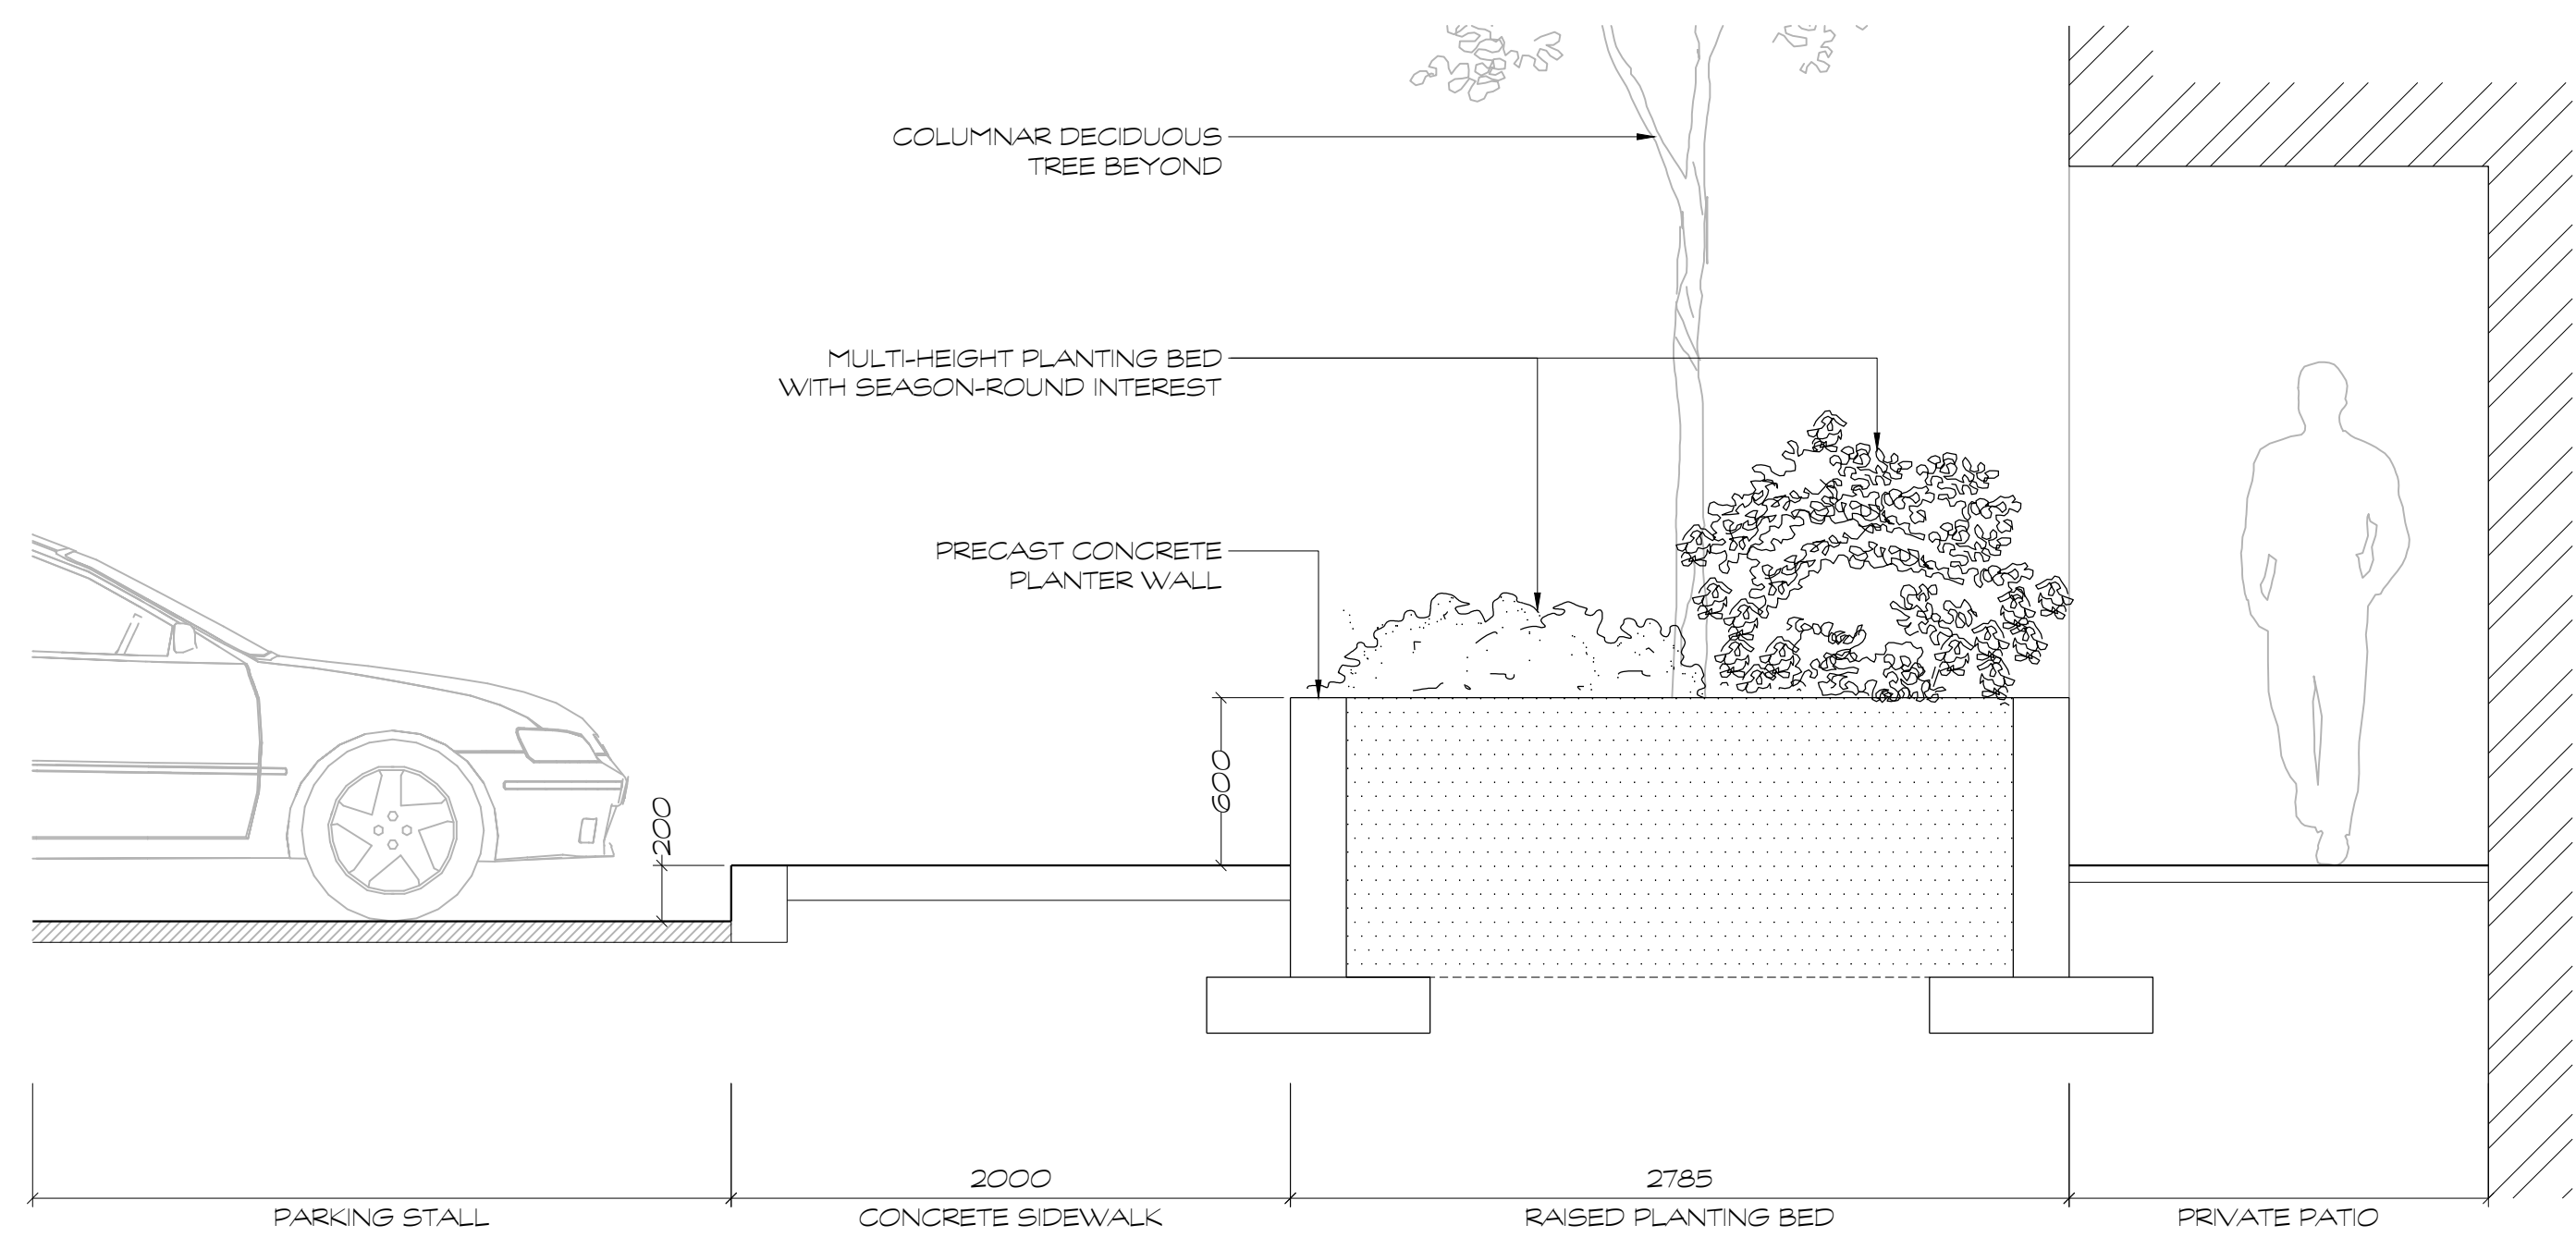 COLUMNAR DECIDUOUS
TREE BEYOND
MULTI-HEIGHT PLANTING BED
WITH SEASON-ROUND INTEREST
PRECAST CONCRETE
PLANTER WALL
600
200
2000
2785
PARKING STALL
CONCRETE SIDEWALK
RAISED PLANTING BED
PRIVATE PATIO